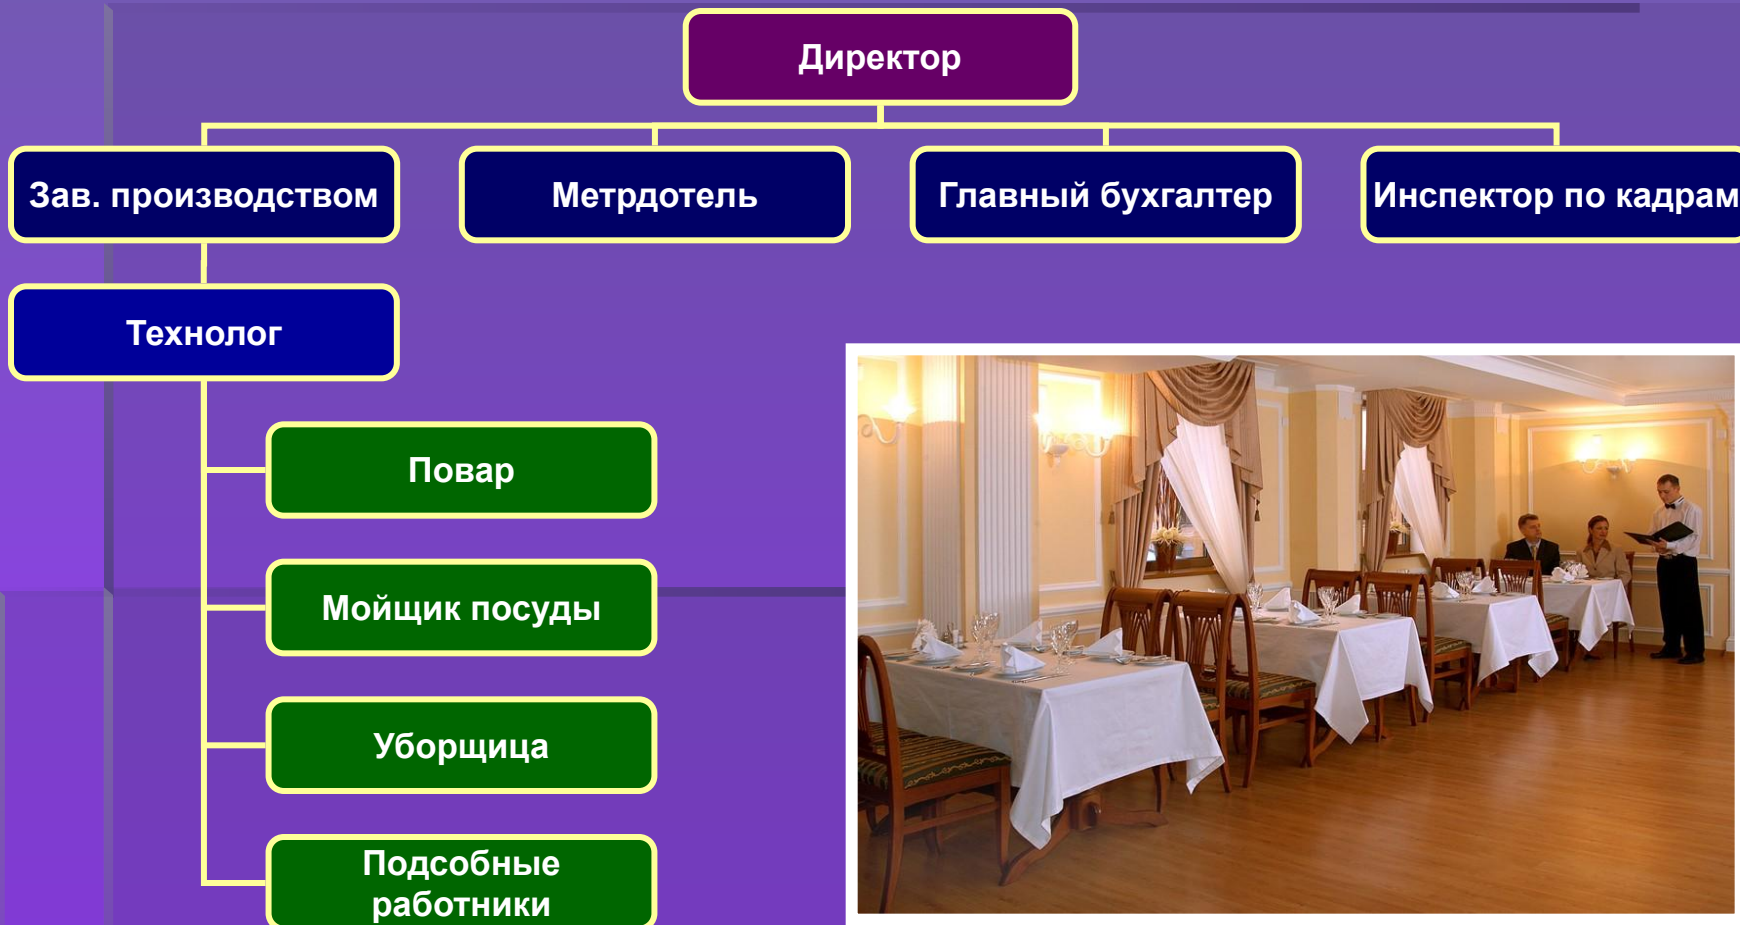 Директор
Зав. производством
Метрдотель
Главный бухгалтер
Инспектор по кадрам
Технолог
Повар
Мойщик посуды
Уборщица
Подсобные
работники